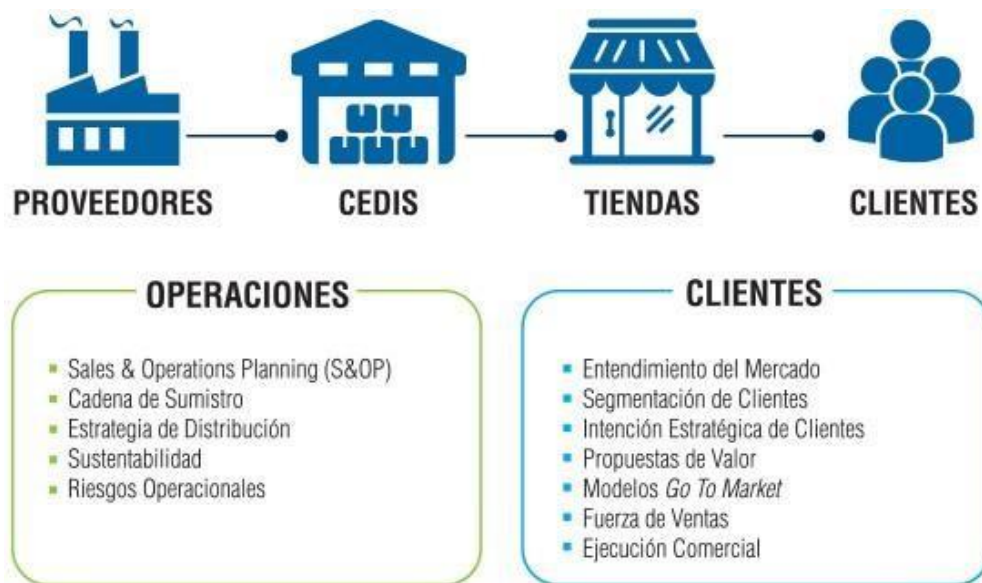 PROVEEDORES CEDIS TIENDAS CLIENTES
OPERACIONES
Sales & Operations Planning (S&OP)
Cadena de Sumistro
Estrategia de Distribución
Sustentabilidad
Riesgos Operacionales
CLIENTES
Entendimiento del Mercado
Segmentación de Clientes
Intención Estratégica de Clientes
Propuestas de Valor
Modelos Go To Market
Fuerza de Ventas
Ejecución Comercial